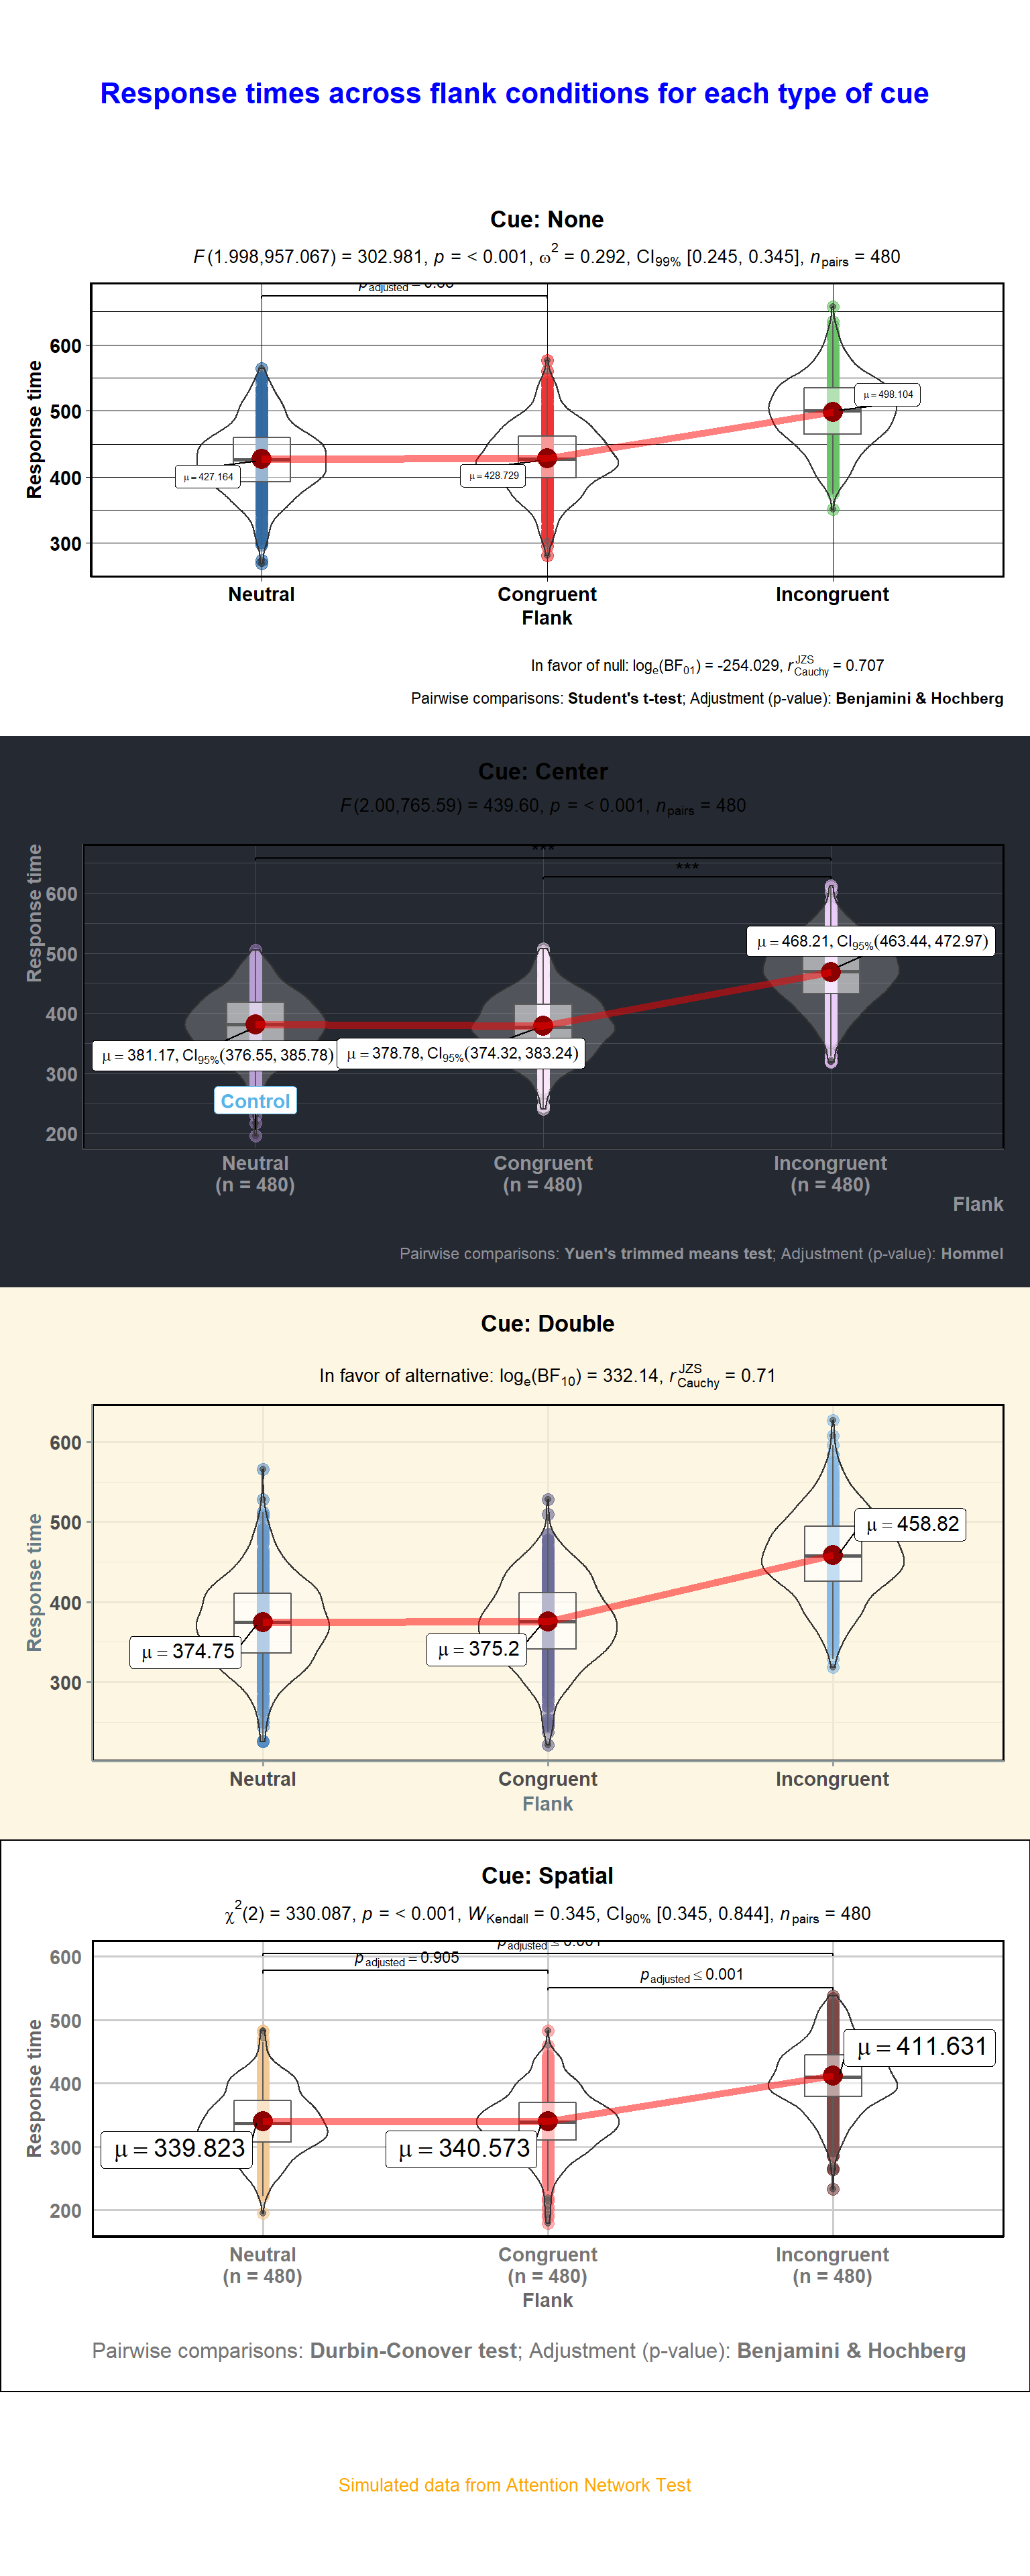 Response times across flank conditions for each type of cue
Cue: None
F(1.998,957.067) = 302.981, p = < 0.001, ω² = 0.292, CI99% [0.245, 0.345], npairs = 480
600
500
400
300
Response time
μ = 427.164
μ = 428.729
μ = 498.104
Neutral
Congruent
Incongruent
Flank
In favor of null: loge(BF01) = -254.029, rJZSCauchy = 0.707
Pairwise comparisons: Student's t-test; Adjustment (p-value): Benjamini & Hochberg
Cue: Center
F(2.00,765.59) = 439.60, p = < 0.001, npairs = 480
***
***
600
500
400
300
200
Response time
μ = 381.17, CI95%(376.55, 385.78)
μ = 378.78, CI95%(374.32, 383.24)
μ = 468.21, CI95%(463.44, 472.97)
Control
Neutral
(n = 480)
Congruent
(n = 480)
Incongruent
(n = 480)
Flank
Pairwise comparisons: Yuen's trimmed means test; Adjustment (p-value): Hommel
Cue: Double
In favor of alternative: loge(BF10) = 332.14, rJZSCauchy = 0.71
600
500
400
300
Response time
μ = 374.75
μ = 375.2
μ = 458.82
Neutral
Congruent
Incongruent
Flank
Cue: Spatial
χ²(2) = 330.087, p = < 0.001, WKendall = 0.345, CI90% [0.345, 0.844], npairs = 480
padjusted ≤ 0.001
padjusted = 0.905
padjusted ≤ 0.001
600
500
400
300
200
Response time
μ = 339.823
μ = 340.573
μ = 411.631
Neutral
(n = 480)
Congruent
(n = 480)
Incongruent
(n = 480)
Flank
Pairwise comparisons: Durbin-Conover test; Adjustment (p-value): Benjamini & Hochberg
Simulated data from Attention Network Test